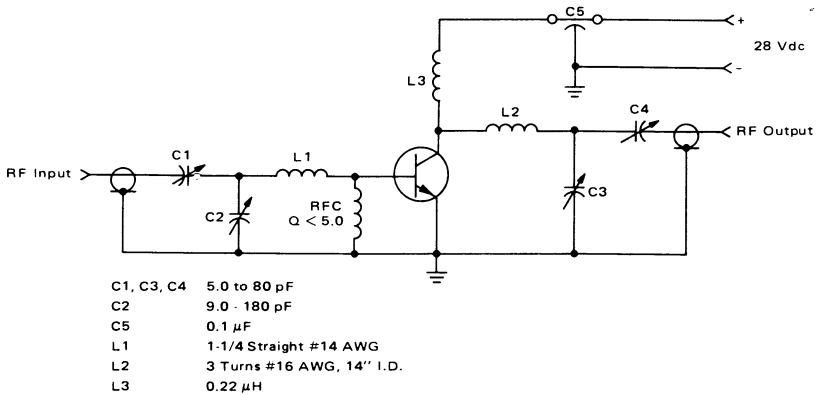 C5
+
28 Vdc
-
L3
C4
L2
RF Output
C1
L1
RF Input
C2
RFC
Q < 5.0
C3
C1, C3, C4 5.0 to 80 pF
C2 9.0 - 180 pF
C5 0.1 μF
L1 1-1/4 Straight #14 AWG
L2 3 Turns #16 AWG, 14'' I.D.
L3 0.22 μH